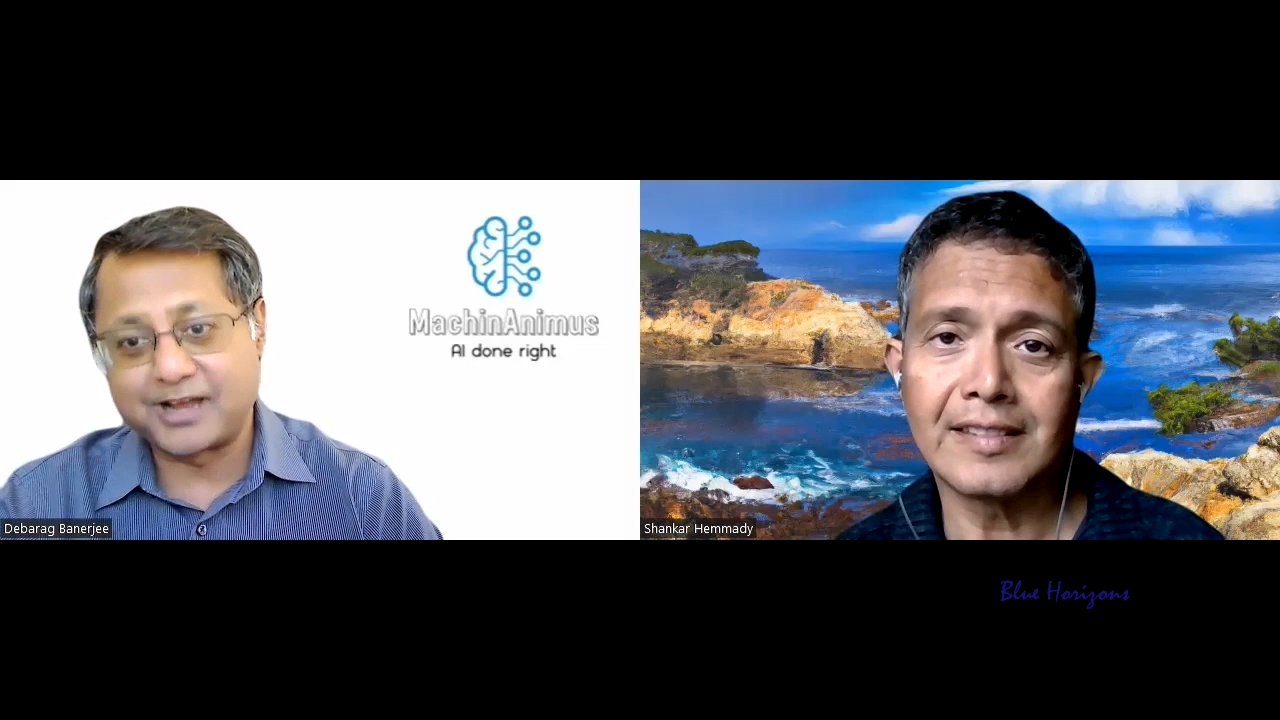 MachinAnimus
AI done right
Debarag Banerjee
Shankar Hemmady
Blue Horizons